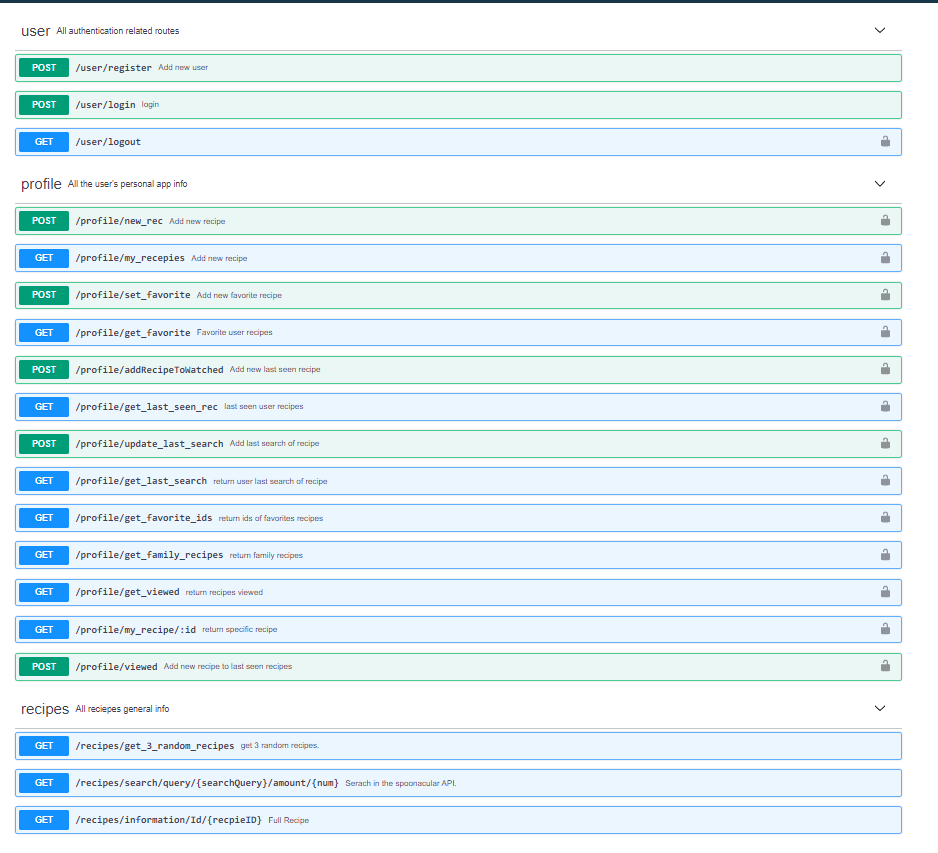 user All authentication related routes
POST /user/register Add new user
POST /user/login login
GET /user/logout
profile All the user's personal app info
POST /profile/new_rec Add new recipe
GET /profile/my_recepies Add new recipe
POST /profile/set_favorite Add new favorite recipe
GET /profile/get_favorite Favorite user recipes
POST /profile/addRecipeToWatched Add new last seen recipe
GET /profile/get_last_seen_rec last seen user recipes
POST /profile/update_last_search Add last search of recipe
GET /profile/get_last_search return user last search of recipe
GET /profile/get_favorite_ids return ids of favorites recipes
GET /profile/get_family_recipes return family recipes
GET /profile/get_viewed return recipes viewed
GET /profile/my_recipe/:id return specific recipe
POST /profile/viewed Add new recipe to last seen recipes
recipes All reciepes general info
GET /recipes/get_3_random_recipes get 3 random recipes.
GET /recipes/search/query/{searchQuery}/amount/{num} Serach in the spoonacular API.
GET /recipes/information/Id/{recpieID} Full Recipe